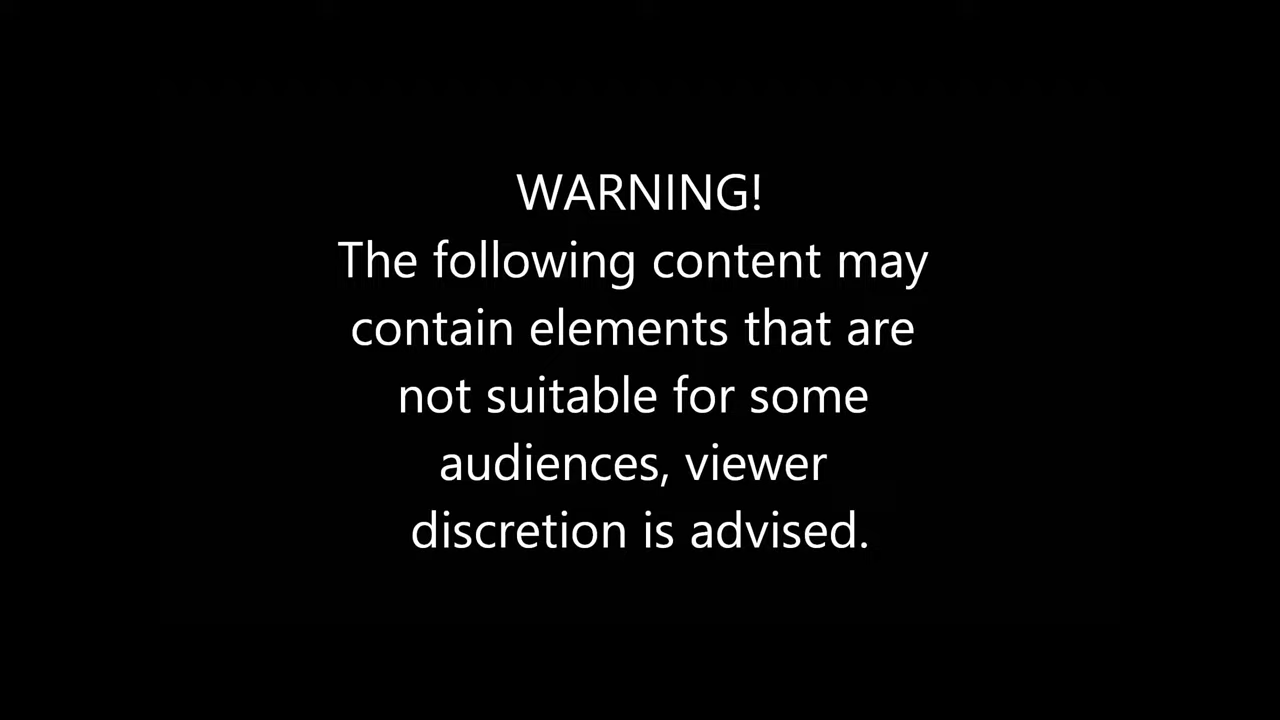 WARNING!
The following content may
contain elements that are
not suitable for some
audiences, viewer
discretion is advised.